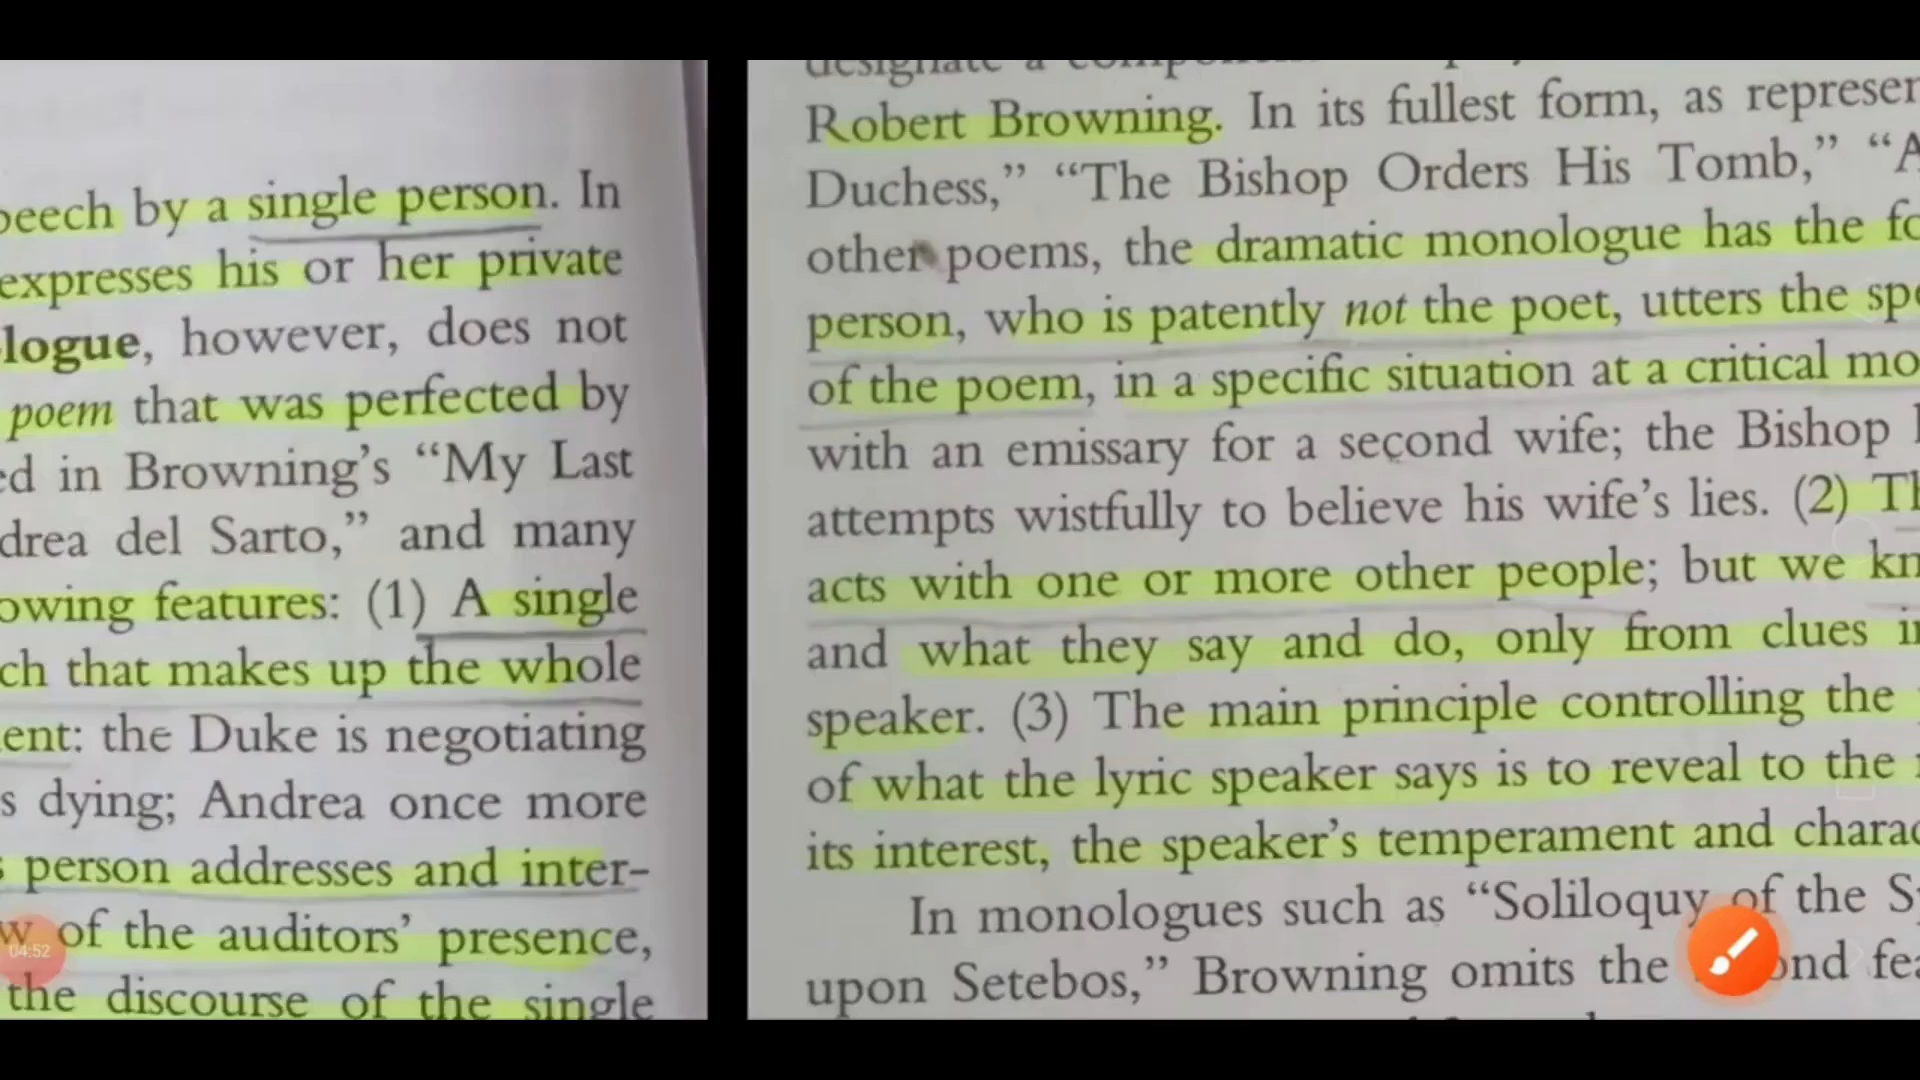 peech by a single person. In
expresses his or her private
logue, however, does not
poem that was perfected by
ed in Browning's “My Last
drea del Sarto,” and many
owing features: (1) A single
ch that makes up the whole
ent: the Duke is negotiating
s dying; Andrea once more
s person addresses and inter-
w of the auditors' presence,
04:52
the discourse of the single
designate a
Robert Browning. In its fullest form, as represen
Duchess,” “The Bishop Orders His Tomb,” “A
other poems, the dramatic monologue has the fo
person, who is patently not the poet, utters the spe
of the poem, in a specific situation at a critical mo
with an emissary for a second wife; the Bishop
attempts wistfully to believe his wife's lies. (2) Th
acts with one or more other people; but we kn
and what they say and do, only from clues in
speaker. (3) The main principle controlling the
of what the lyric speaker says is to reveal to the
its interest, the speaker's temperament and charac
In monologues such as “Soliloquy of the S
upon Setebos,” Browning omits the ond fea